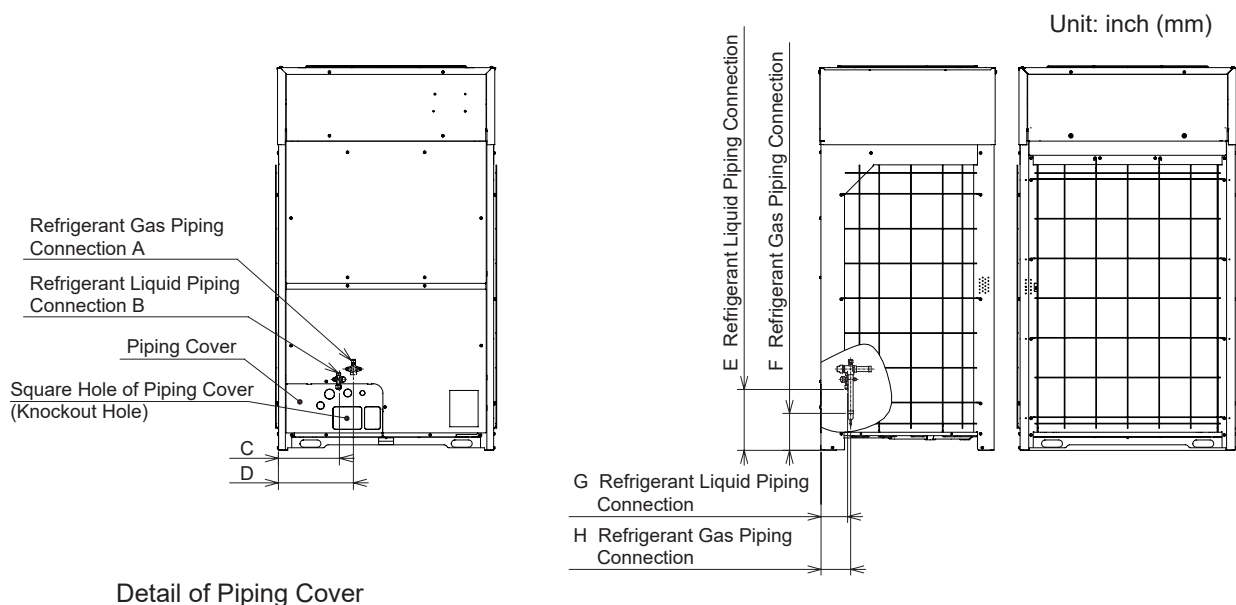 Unit: inch (mm)
Refrigerant Gas Piping
Connection A
Refrigerant Liquid Piping
Connection B
Piping Cover
Square Hole of Piping Cover
(Knockout Hole)
C
D
E Refrigerant Liquid Piping Connection
F Refrigerant Gas Piping Connection
G Refrigerant Liquid Piping
Connection
H Refrigerant Gas Piping
Connection
Detail of Piping Cover